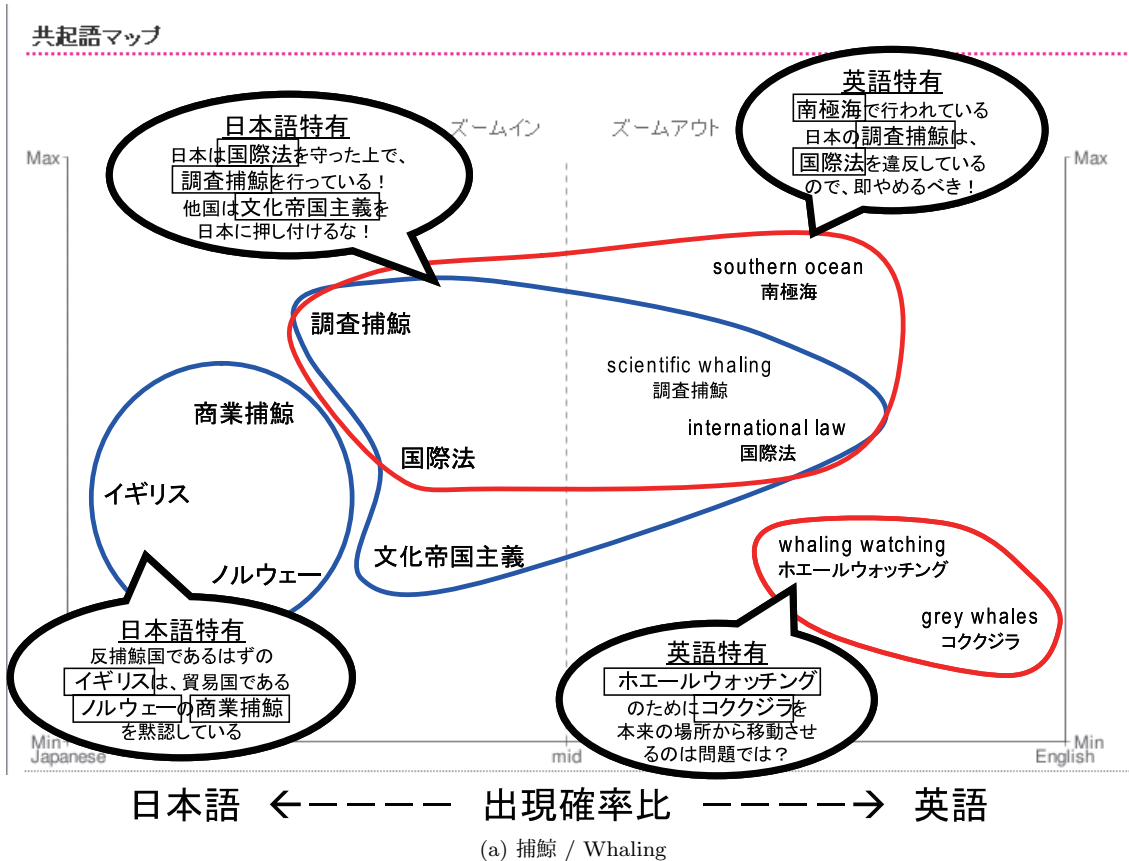 共起語マップ
ズームイン
ズームアウト
Max
Max
日本語特有
日本は国際法を守った上で、
調査捕鯨を行っている！
他国は文化帝国主義を
日本に押し付けるな！
英語特有
南極海で行われている
日本の調査捕鯨は、
国際法を違反している
ので、即やめるべき！
southern ocean
南極海
調査捕鯨
scientific whaling
調査捕鯨
商業捕鯨
international law
国際法
国際法
イギリス
文化帝国主義
ノルウェー
whaling watching
ホエールウォッチング
grey whales
コククジラ
日本語特有
反捕鯨国であるはずの
イギリスは、貿易国である
ノルウェーの商業捕鯨
を黙認している
英語特有
ホエールウォッチング
のためにコククジラを
本来の場所から移動させ
るのは問題では？
Min
Japanese
mid
Min
English
日本語
出現確率比
英語
(a) 捕鯨 / Whaling